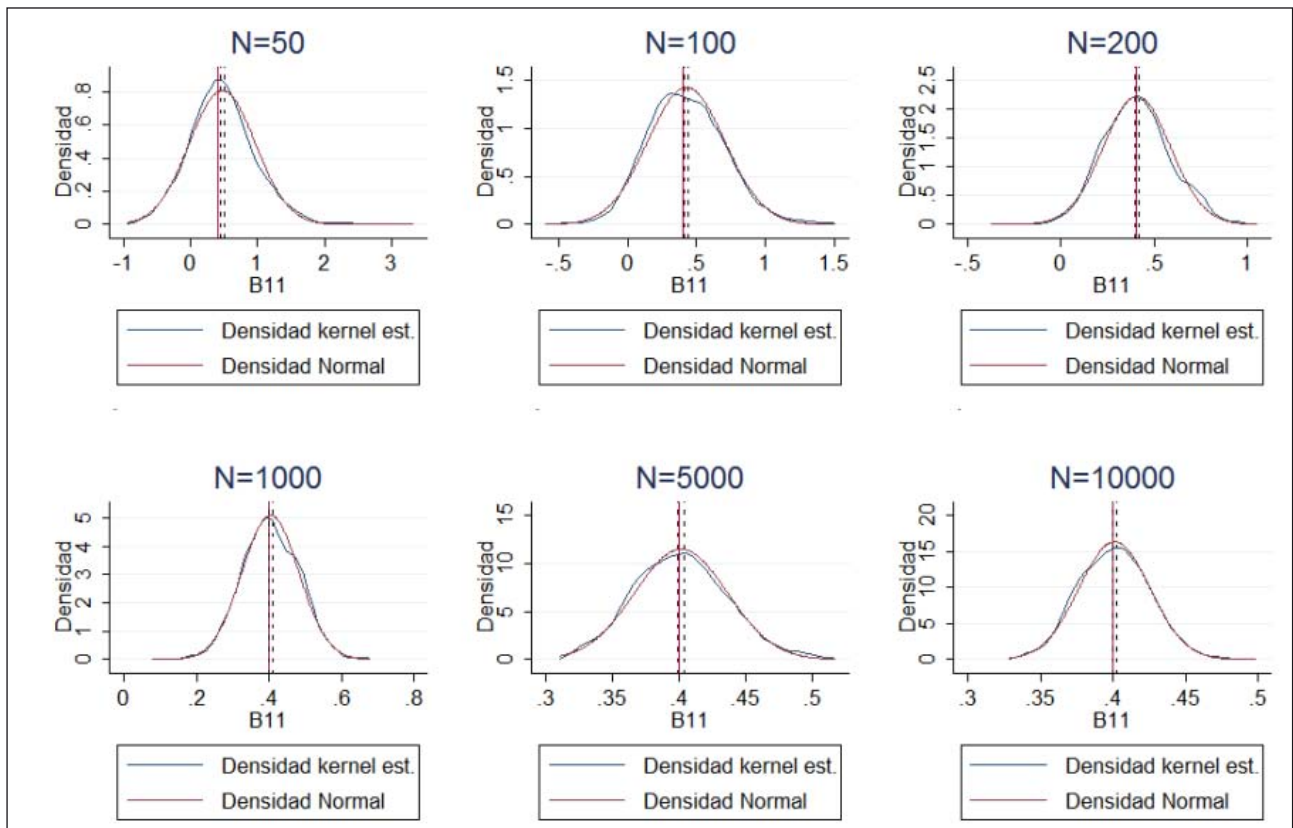 N=50
Densidad
0 .2 .4 .6 .8
-1 0 1 2 3
B11
Densidad kernel est.
Densidad Normal
N=100
Densidad
0 .5 1 1.5
-.5 0 .5 1 1.5
B11
Densidad kernel est.
Densidad Normal
N=200
Densidad
0 .5 1 1.5 2 2.5
-.5 0 .5 1
B11
Densidad kernel est.
Densidad Normal
N=1000
Densidad
0 1 2 3 4 5
0 .2 .4 .6 .8
B11
Densidad kernel est.
Densidad Normal
N=5000
Densidad
0 5 10 15
.3 .35 .4 .45 .5
B11
Densidad kernel est.
Densidad Normal
N=10000
Densidad
0 5 10 15 20
.3 .35 .4 .45 .5
B11
Densidad kernel est.
Densidad Normal